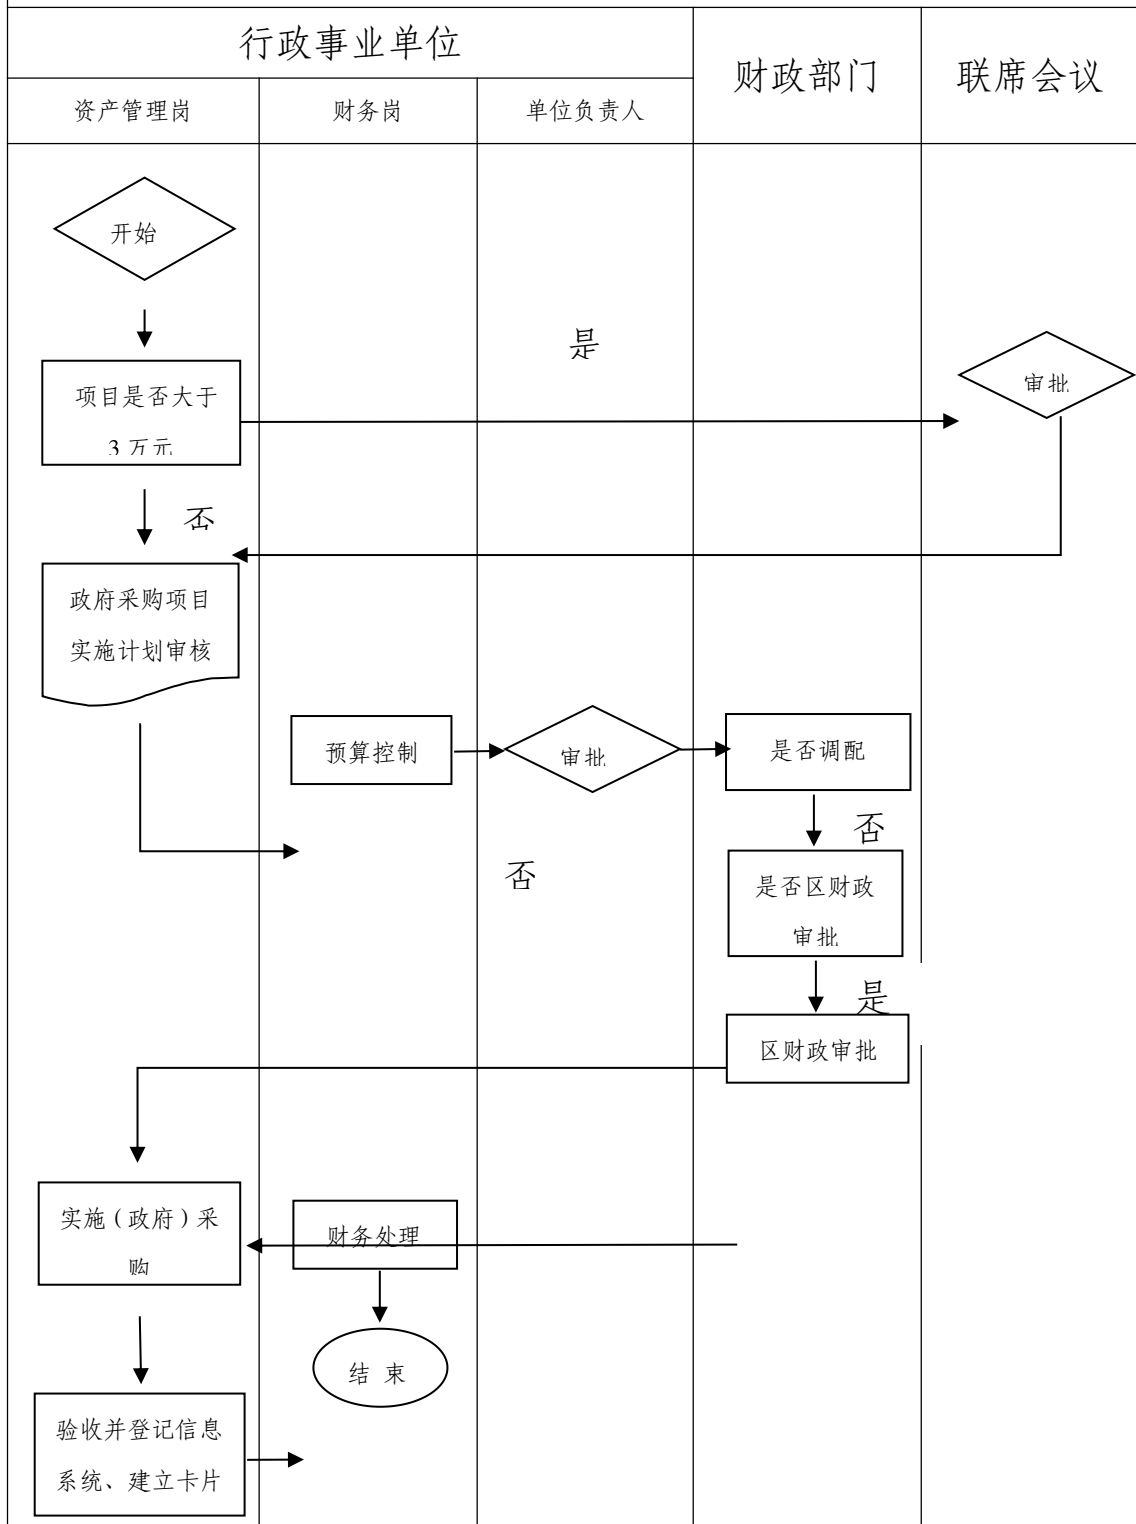 行政事业单位
财政部门
联席会议
资产管理岗
财务岗
单位负责人
开始
是
审批
项目是否大于
3 万元
否
政府采购项目
实施计划审核
预算控制
审批
是否调配
否
否
是否区财政
审批
是
区财政审批
实施（政府）采
购
财务处理
结 束
验收并登记信息
系统、建立卡片